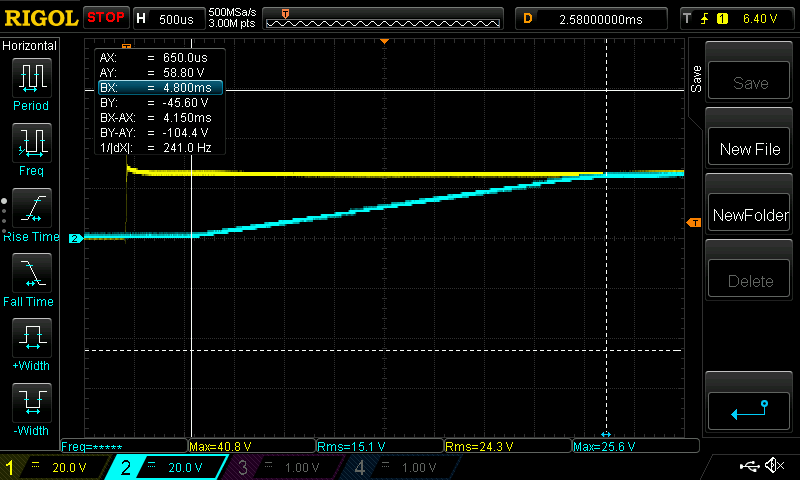 RIGOL STOP H 500us 500MSa/s 3.00M pts T D 2.58000000ms T 1 6.40 V
Horizontal
Period
Freq
Rise Time
Fall Time
+Width
-Width
T
AX: = 650.0us
AY: = 58.80 V
BX: = 4.800ms
BY: = -45.60 V
BX-AX: = 4.150ms
BY-AY: = -104.4 V
1/|dX|: = 241.0 Hz
2
T
Save
Save
New File
NewFolder
Delete
Freq=***** Max=40.8 V Rms=15.1 V Rms=24.3 V Max=25.6 V
1 = 20.0 V 2 = 20.0 V 3 = 1.00 V 4 = 1.00 V